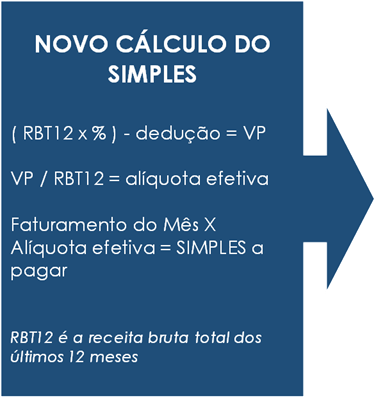 NOVO CÁLCULO DO
SIMPLES
( RBT12 x % ) - dedução = VP
VP / RBT12 = alíquota efetiva
Faturamento do Mês X
Alíquota efetiva = SIMPLES a
pagar
RBT12 é a receita bruta total dos
últimos 12 meses